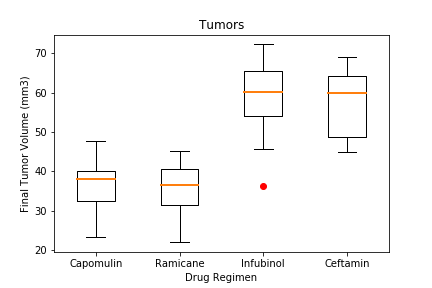 Tumors
Final Tumor Volume (mm3)
70
60
50
40
30
20
Capomulin Ramicane Infubinol Ceftamin
Drug Regimen